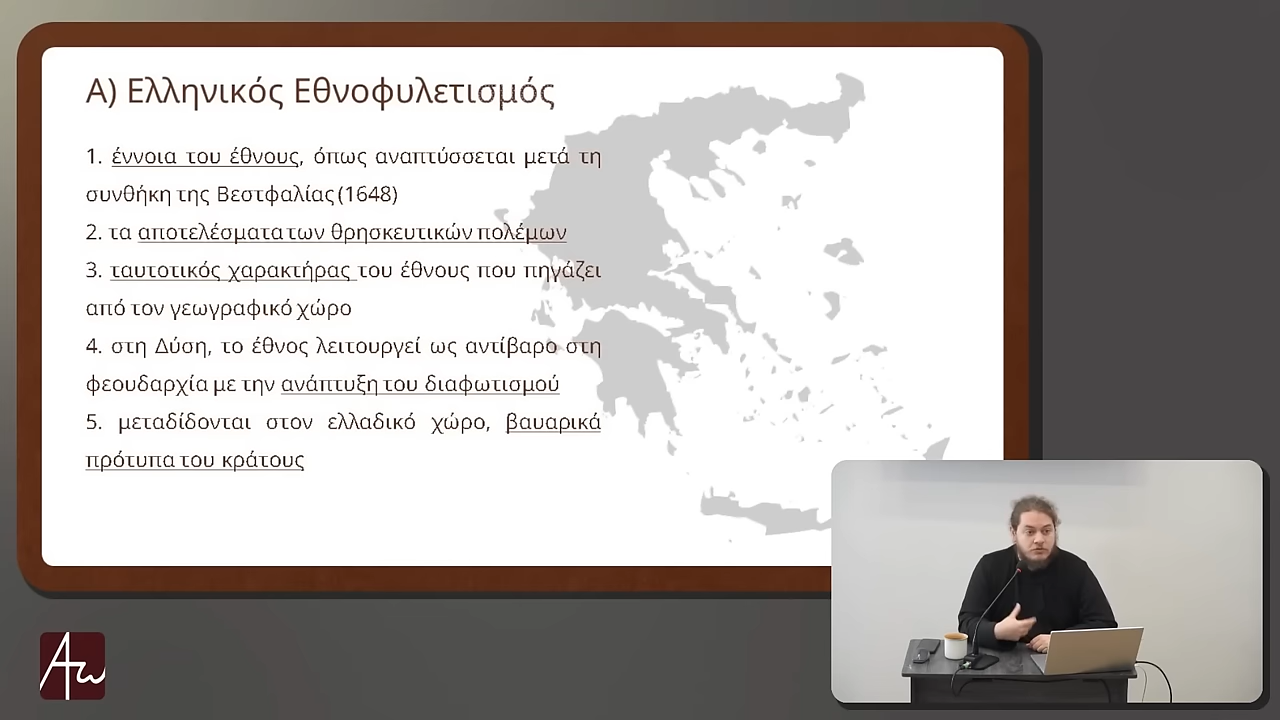 Α) Ελληνικός Εθνοφυλετισμός
1. έννοια του έθνους, όπως αναπτύσσεται μετά τη
συνθήκη της Βεστφαλίας (1648)
2. τα αποτελέσματα των θρησκευτικών πολέμων
3. ταυτοτικός χαρακτήρας του έθνους που πηγάζει
από τον γεωγραφικό χώρο
4. στη Δύση, το έθνος λειτουργεί ως αντίβαρο στη
φεουδαρχία με την ανάπτυξη του διαφωτισμού
5. μεταδίδονται στον ελλαδικό χώρο, βαυαρικά
πρότυπα του κράτους
Αω